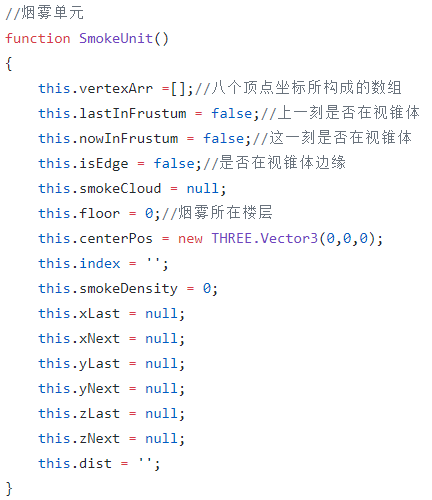 //烟雾单元
function SmokeUnit()
{
    this.vertexArr =[];//八个顶点坐标所构成的数组
    this.lastInFrustum = false;//上一刻是否在视锥体
    this.nowInFrustum = false;//这一刻是否在视锥体
    this.isEdge = false;//是否在视锥体边缘
    this.smokeCloud = null;
    this.floor = 0;//烟雾所在楼层
    this.centerPos = new THREE.Vector3(0,0,0);
    this.index = '';
    this.smokeDensity = 0;
    this.xLast = null;
    this.xNext = null;
    this.yLast = null;
    this.yNext = null;
    this.zLast = null;
    this.zNext = null;
    this.dist = '';
}